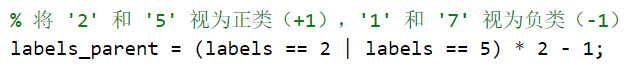 % 将 '2' 和 '5' 视为正类（+1），'1' 和 '7' 视为负类（-1）
labels_parent = (labels == 2 | labels == 5) * 2 - 1;